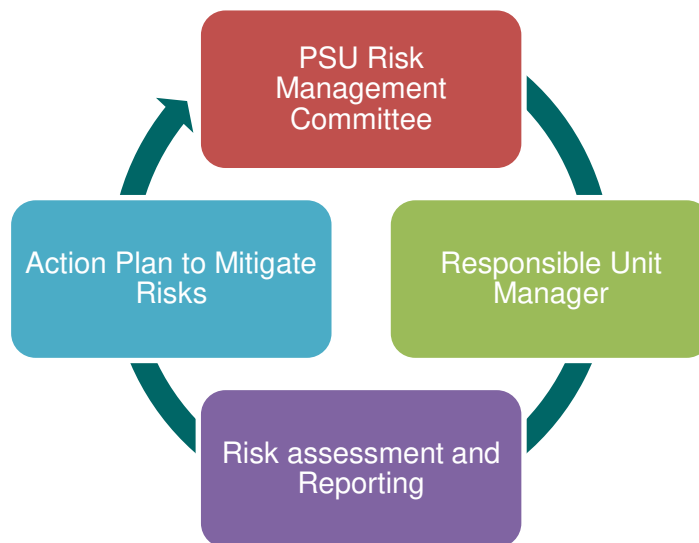 PSU Risk
Management
Committee
Action Plan to Mitigate
Risks
Responsible Unit
Manager
Risk assessment and
Reporting